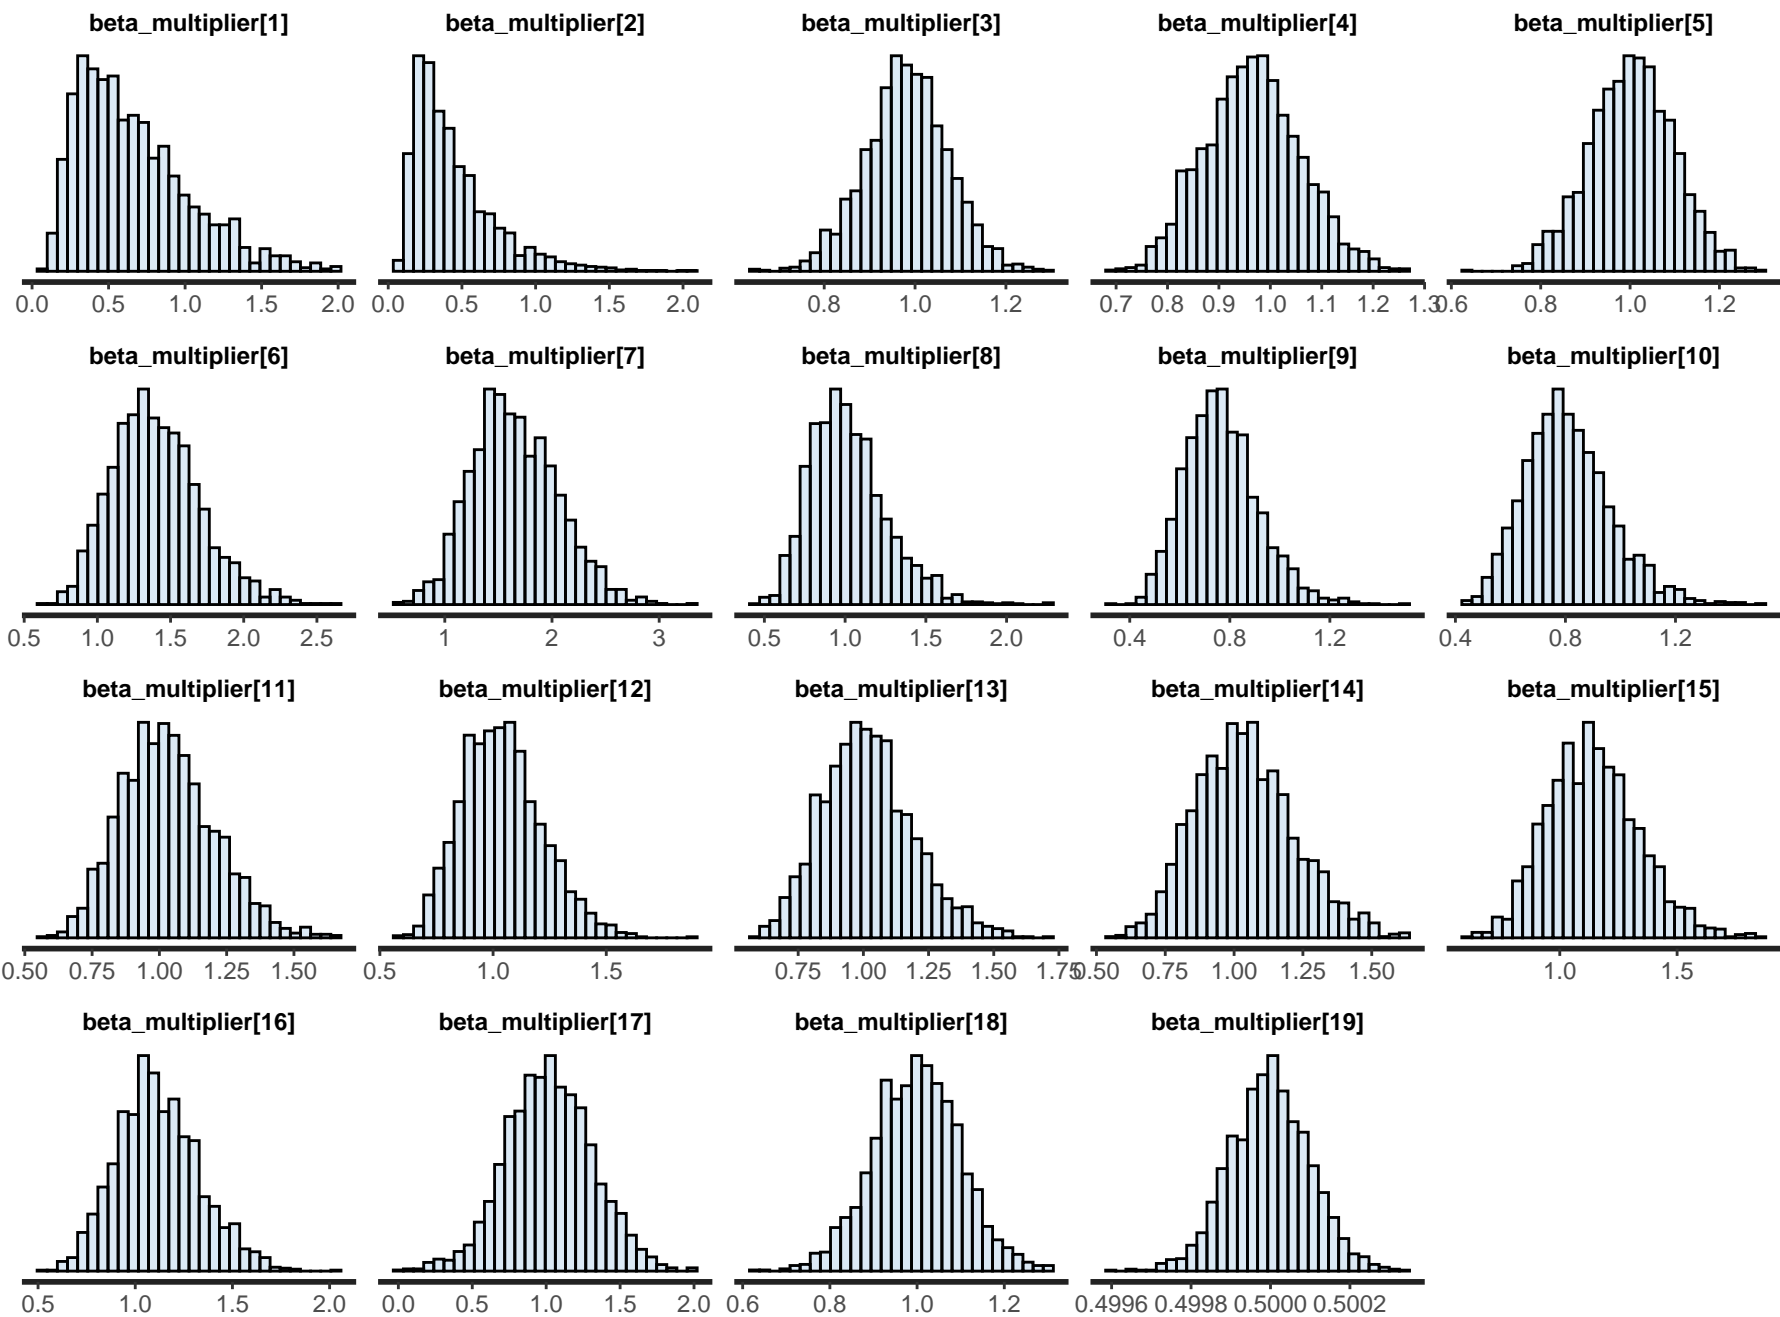 beta_multiplier[1] beta_multiplier[2] beta_multiplier[3] beta_multiplier[4] beta_multiplier[5]
0.0 0.5 1.0 1.5 2.0 0.0 0.5 1.0 1.5 2.0 0.8 1.0 1.2 0.7 0.8 0.9 1.0 1.1 1.2 1.3 0.6 0.8 1.0 1.2
beta_multiplier[6] beta_multiplier[7] beta_multiplier[8] beta_multiplier[9] beta_multiplier[10]
0.5 1.0 1.5 2.0 2.5 1 2 3 0.5 1.0 1.5 2.0 0.4 0.8 1.2 0.4 0.8 1.2
beta_multiplier[11] beta_multiplier[12] beta_multiplier[13] beta_multiplier[14] beta_multiplier[15]
0.50 0.75 1.00 1.25 1.50 0.5 1.0 1.5 0.75 1.00 1.25 1.50 1.75 0.50 0.75 1.00 1.25 1.50 1.0 1.5
beta_multiplier[16] beta_multiplier[17] beta_multiplier[18] beta_multiplier[19]
0.5 1.0 1.5 2.0 0.0 0.5 1.0 1.5 2.0 0.6 0.8 1.0 1.2 0.4996 0.4998 0.5000 0.5002